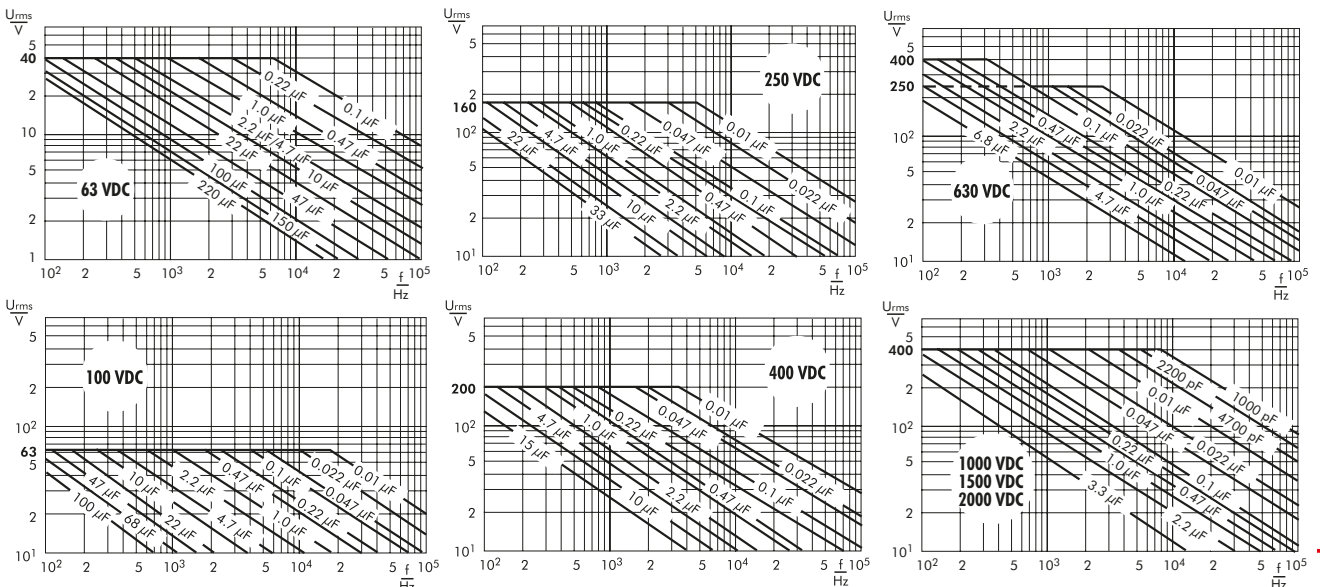 Urms
V
5
40
2
10
5
2
1
63 VDC
0.22 µF
0.1 µF
1.0 µF
0.47 µF
2.2 µF/4.7 µF
22 µF
10 µF
100 µF
47 µF
220 µF
150 µF
10² 2 5 10³ 2 5 10⁴ 2 5 10⁵
f
Hz
Urms
V
5
2
160
10²
5
2
10¹
250 VDC
0.01 µF
0.047 µF
0.022 µF
0.22 µF
0.1 µF
1.0 µF
0.47 µF
4.7 µF
2.2 µF
22 µF
10 µF
33 µF
10² 2 5 10³ 2 5 10⁴ 2 5 10⁵
f
Hz
Urms
V
5
400
250
10²
5
2
10¹
630 VDC
0.022 µF
0.01 µF
0.1 µF
0.047 µF
0.47 µF
0.22 µF
2.2 µF
1.0 µF
6.8 µF
4.7 µF
10² 2 5 10³ 2 5 10⁴ 2 5 10⁵
f
Hz
Urms
V
5
2
10²
63
5
2
10¹
100 VDC
0.01 µF
0.022 µF
0.047 µF
0.1 µF
0.22 µF
0.47 µF
1.0 µF
2.2 µF
4.7 µF
10 µF
22 µF
47 µF
68 µF
100 µF
10² 2 5 10³ 2 5 10⁴ 2 5 10⁵
f
Hz
Urms
V
5
200
10²
5
2
10¹
400 VDC
0.01 µF
0.047 µF
0.022 µF
0.22 µF
0.1 µF
1.0 µF
0.47 µF
4.7 µF
2.2 µF
15 µF
10 µF
10² 2 5 10³ 2 5 10⁴ 2 5 10⁵
f
Hz
Urms
V
5
400
2
10²
5
2
10¹
1000 VDC
1500 VDC
2000 VDC
2200 pF
1000 pF
0.01 µF
4700 pF
0.047 µF
0.022 µF
0.22 µF
0.1 µF
1.0 µF
0.47 µF
3.3 µF
2.2 µF
10² 2 5 10³ 2 5 10⁴ 2 5 10⁵
f
Hz